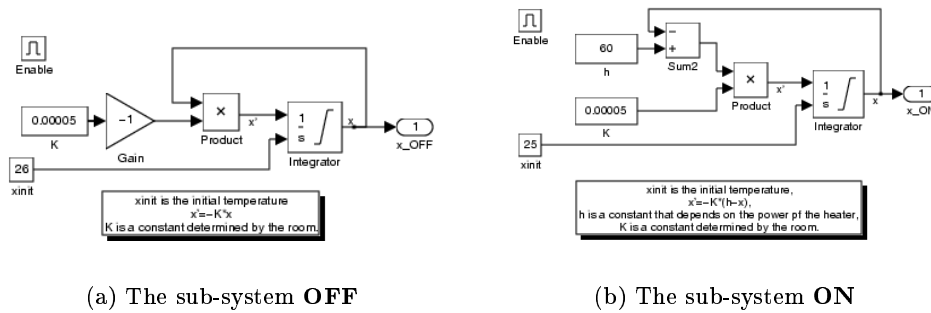 Enable
0.00005
K
−1
Gain
×
Product
x'
1
s
Integrator
x
1
x_OFF
26
xinit
xinit is the initial temperature
x'=−K*x
K is a constant determined by the room.
(a) The sub-system OFF
Enable
60
h
−
+
Sum2
0.00005
K
×
Product
x'
1
s
Integrator
x
1
x_ON
25
xinit
xinit is the initial temperature,
x'=−K*(h−x),
h is a constant that depends on the power pf the heater,
K is a constant determined by the room.
(b) The sub-system ON